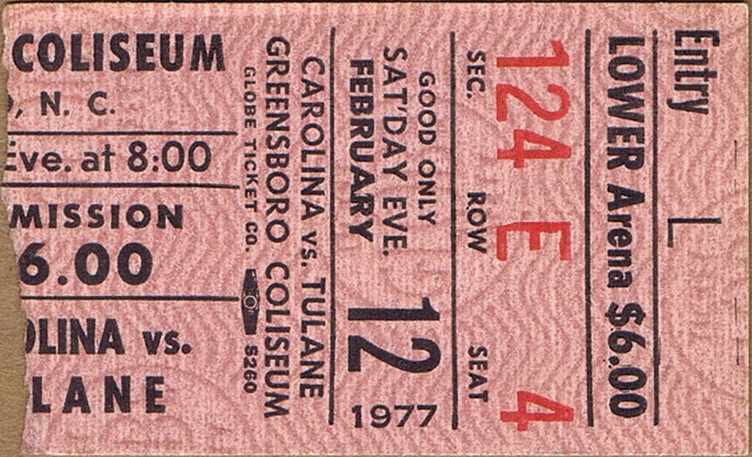 COLISEUM
, N. C.
Eve. at 8:00
MISSION
6.00
OLINA vs.
LANE
Entry L
LOWER Arena $6.00
SEC. ROW SEAT
124 E 4
GOOD ONLY
SAT'DAY EVE.
FEBRUARY
12
1977
CAROLINA vs. TULANE
GREENSBORO COLISEUM
GLOBE TICKET CO. S260